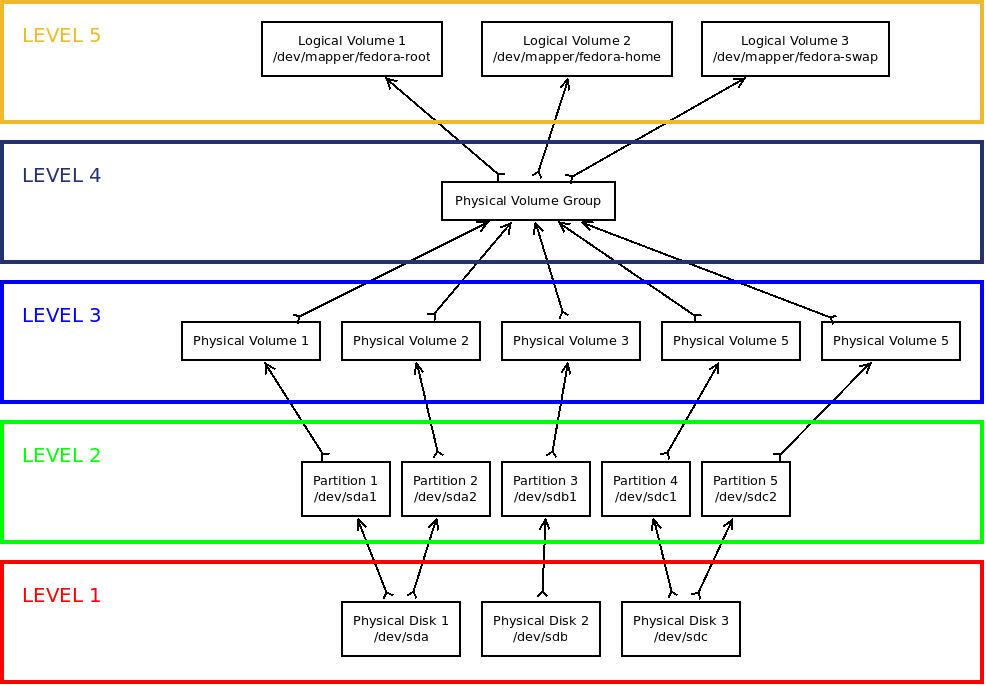 LEVEL 5
Logical Volume 1
/dev/mapper/fedora-root
Logical Volume 2
/dev/mapper/fedora-home
Logical Volume 3
/dev/mapper/fedora-swap
LEVEL 4
Physical Volume Group
LEVEL 3
Physical Volume 1
Physical Volume 2
Physical Volume 3
Physical Volume 5
Physical Volume 5
LEVEL 2
Partition 1
/dev/sda1
Partition 2
/dev/sda2
Partition 3
/dev/sdb1
Partition 4
/dev/sdc1
Partition 5
/dev/sdc2
LEVEL 1
Physical Disk 1
/dev/sda
Physical Disk 2
/dev/sdb
Physical Disk 3
/dev/sdc